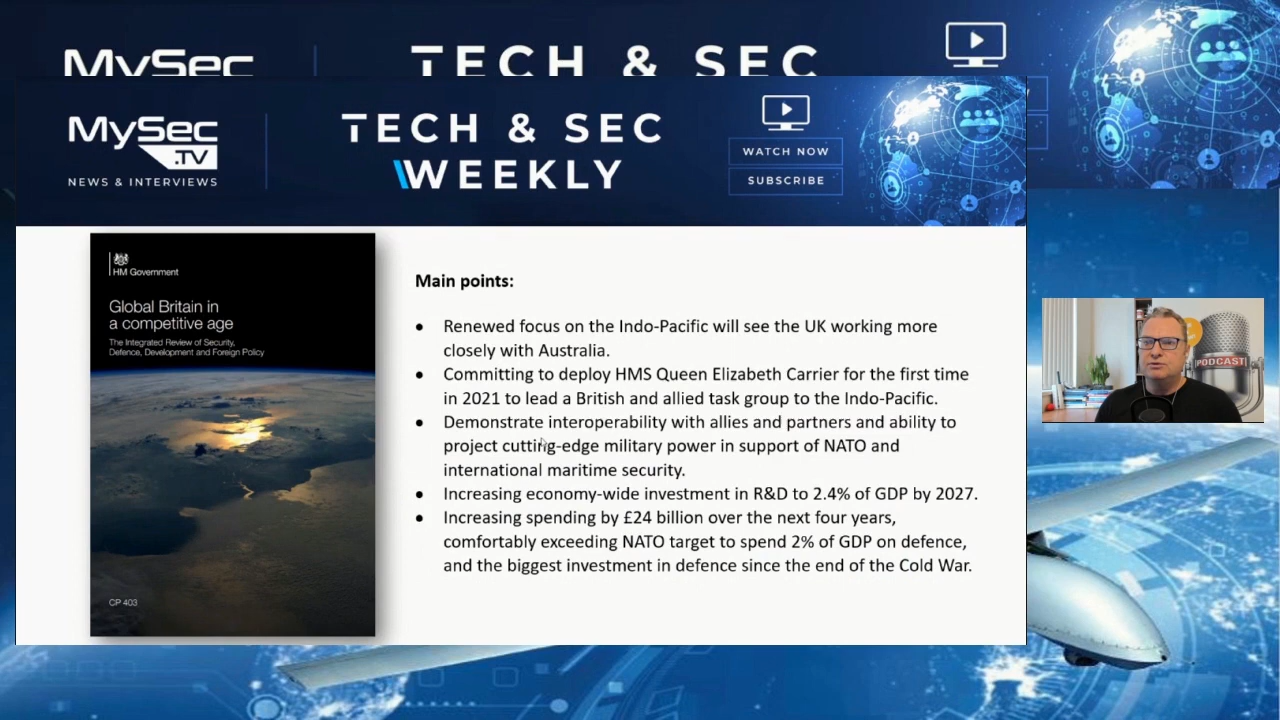 MySec
TECH & SEC
MySec
.TV
NEWS & INTERVIEWS
TECH & SEC
WEEKLY
WATCH NOW
SUBSCRIBE
HM Government
Global Britain in
a competitive age
The Integrated Review of Security,
Defence, Development and Foreign Policy
CP 403
Main points:
● Renewed focus on the Indo-Pacific will see the UK working more
closely with Australia.
● Committing to deploy HMS Queen Elizabeth Carrier for the first time
in 2021 to lead a British and allied task group to the Indo-Pacific.
● Demonstrate interoperability with allies and partners and ability to
project cutting-edge military power in support of NATO and
international maritime security.
● Increasing economy-wide investment in R&D to 2.4% of GDP by 2027.
● Increasing spending by £24 billion over the next four years,
comfortably exceeding NATO target to spend 2% of GDP on defence,
and the biggest investment in defence since the end of the Cold War.
PODCAST